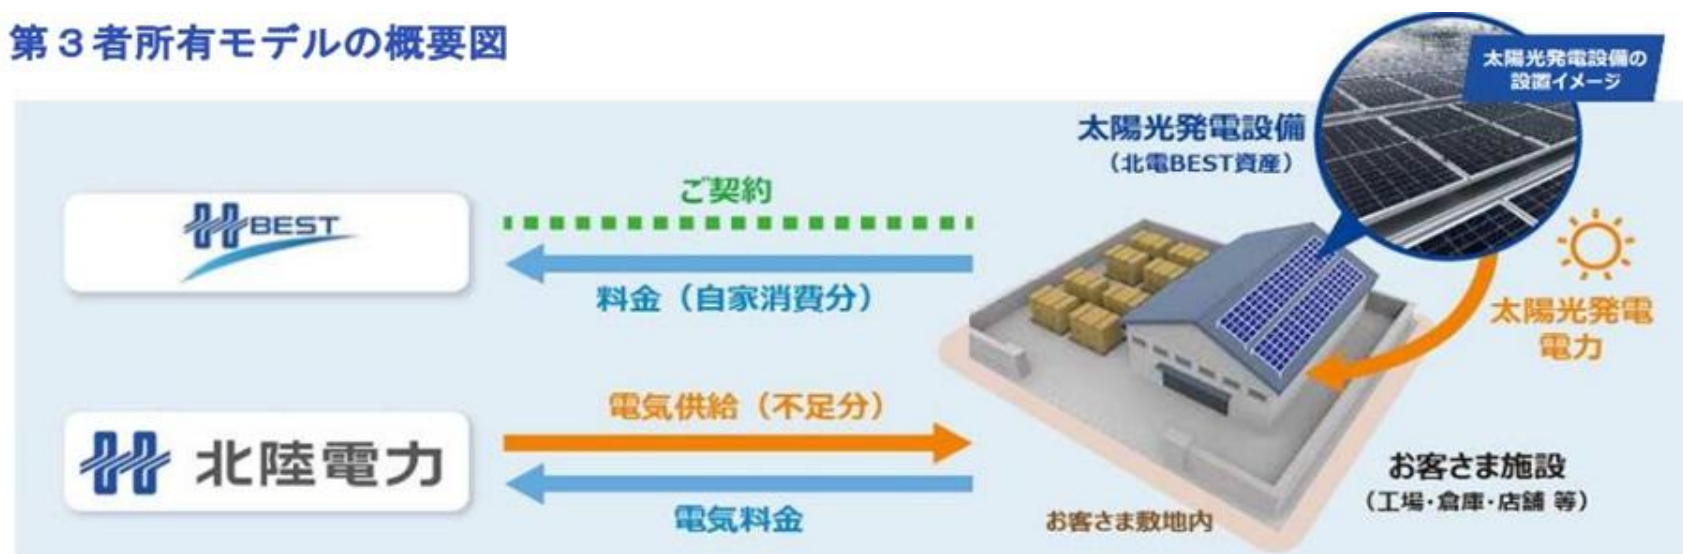 第３者所有モデルの概要図
太陽光発電設備の
設置イメージ
太陽光発電設備
（北電BEST資産）
BEST
ご契約
料金（自家消費分）
太陽光発電
電力
北陸電力
電気供給（不足分）
電気料金
お客さま施設
（工場・倉庫・店舗 等）
お客さま敷地内